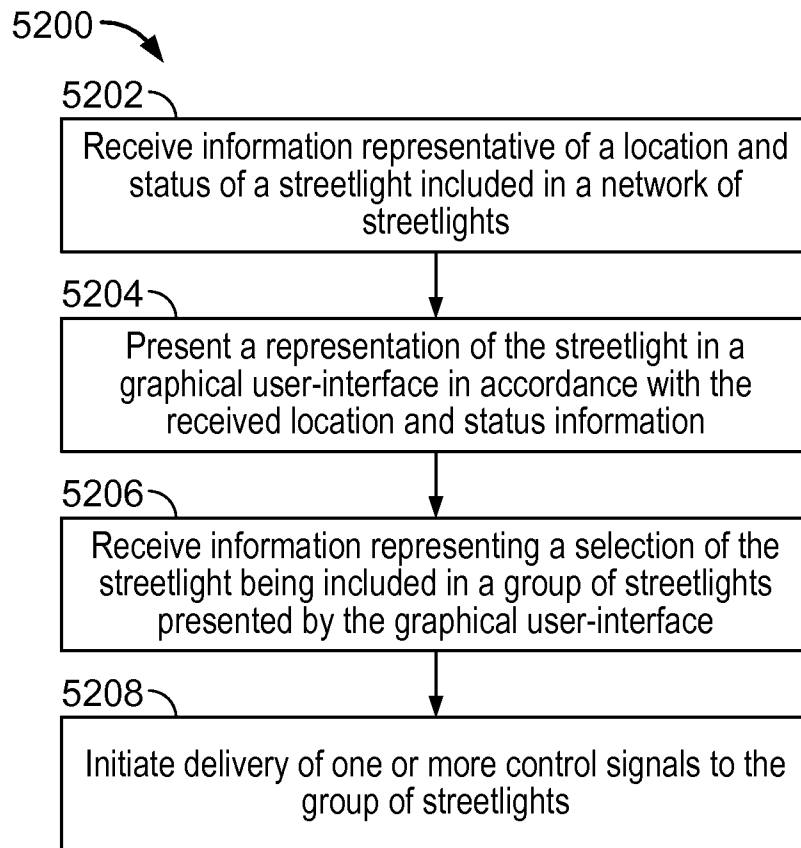 5200
5202
Receive information representative of a location and
status of a streetlight included in a network of
streetlights
5204
Present a representation of the streetlight in a
graphical user-interface in accordance with the
received location and status information
5206
Receive information representing a selection of the
streetlight being included in a group of streetlights
presented by the graphical user-interface
5208
Initiate delivery of one or more control signals to the
group of streetlights